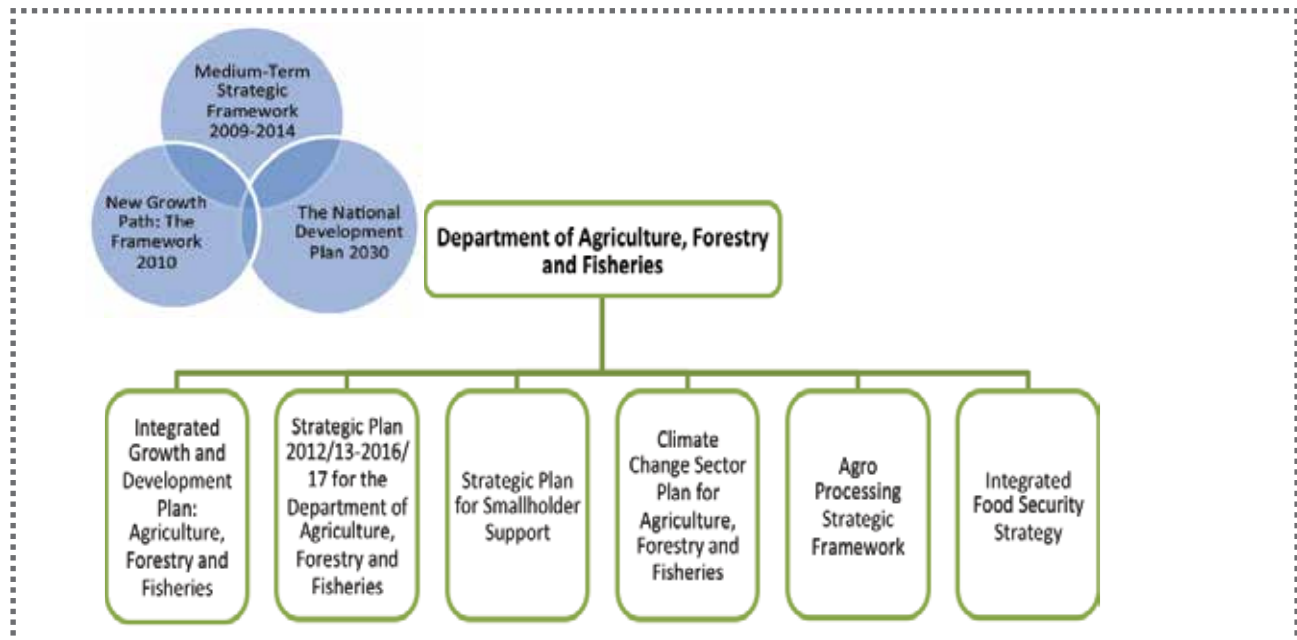 Medium-Term
Strategic
Framework
2009-2014
New Growth
Path: The
Framework
2010
The National
Development
Plan 2030
Department of Agriculture, Forestry
and Fisheries
Integrated
Growth and
Development
Plan:
Agriculture,
Forestry and
Fisheries
Strategic Plan
2012/13-2016/
17 for the
Department of
Agriculture,
Forestry and
Fisheries
Strategic Plan
for Smallholder
Support
Climate
Change Sector
Plan for
Agriculture,
Forestry and
Fisheries
Agro
Processing
Strategic
Framework
Integrated
Food Security
Strategy